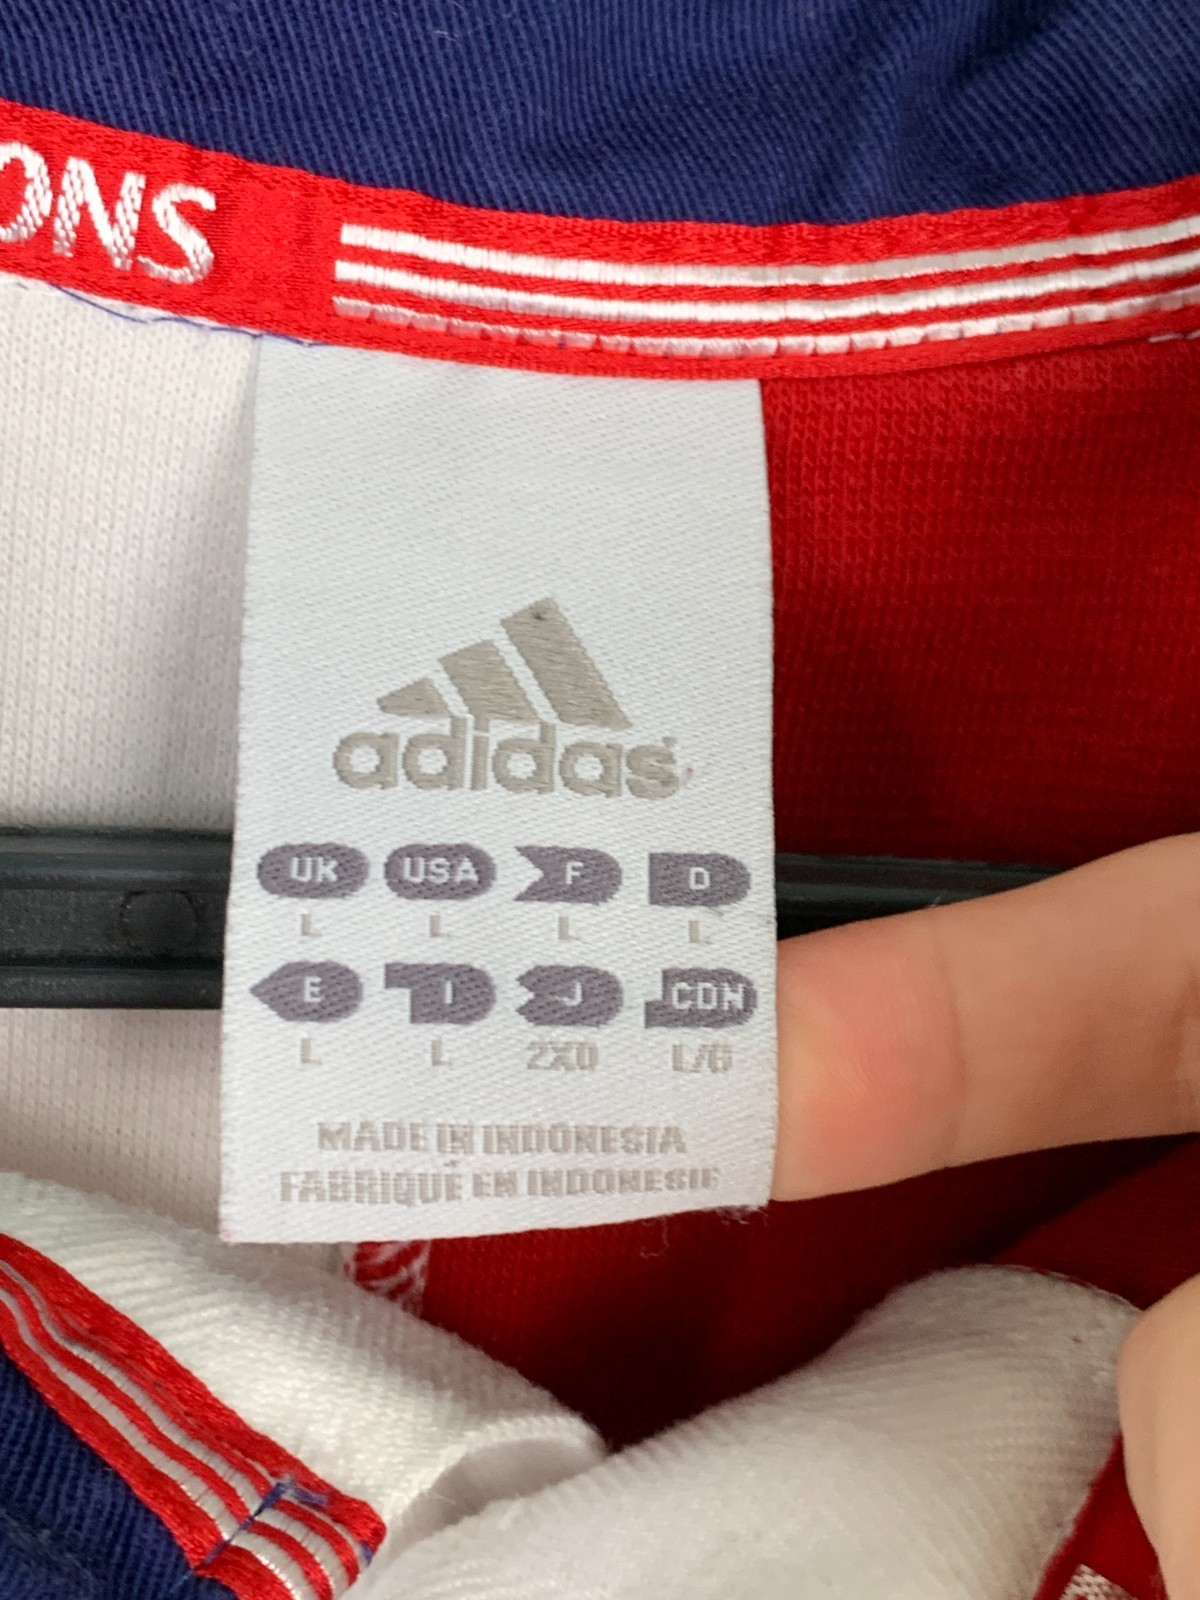 ONS
adidas
UK USA F D
L L L L
E I J CDN
L L 2XO L/G
MADE IN INDONESIA
FABRIQUÉ EN INDONESIE